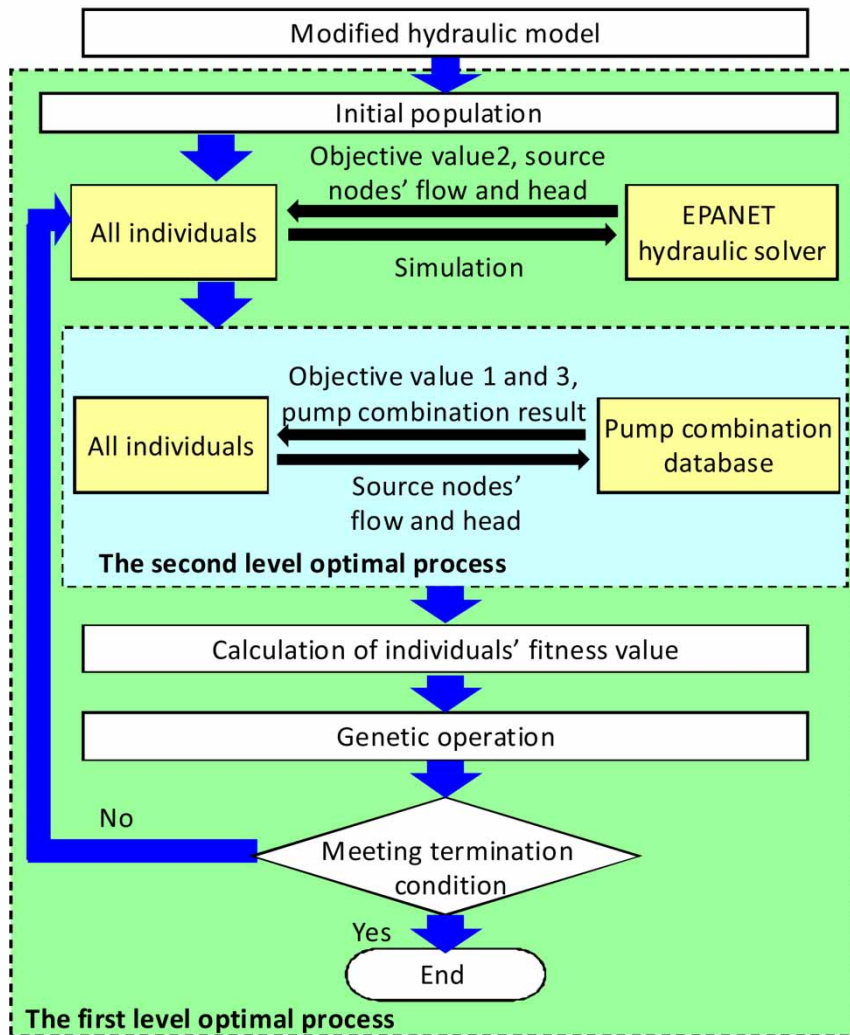 Modified hydraulic model
Initial population
Objective value2, source
nodes’ flow and head
All individuals
EPANET
hydraulic solver
Simulation
Objective value 1 and 3,
pump combination result
All individuals
Pump combination
database
Source nodes’
flow and head
The second level optimal process
Calculation of individuals’ fitness value
Genetic operation
No
Meeting termination
condition
Yes
End
The first level optimal process